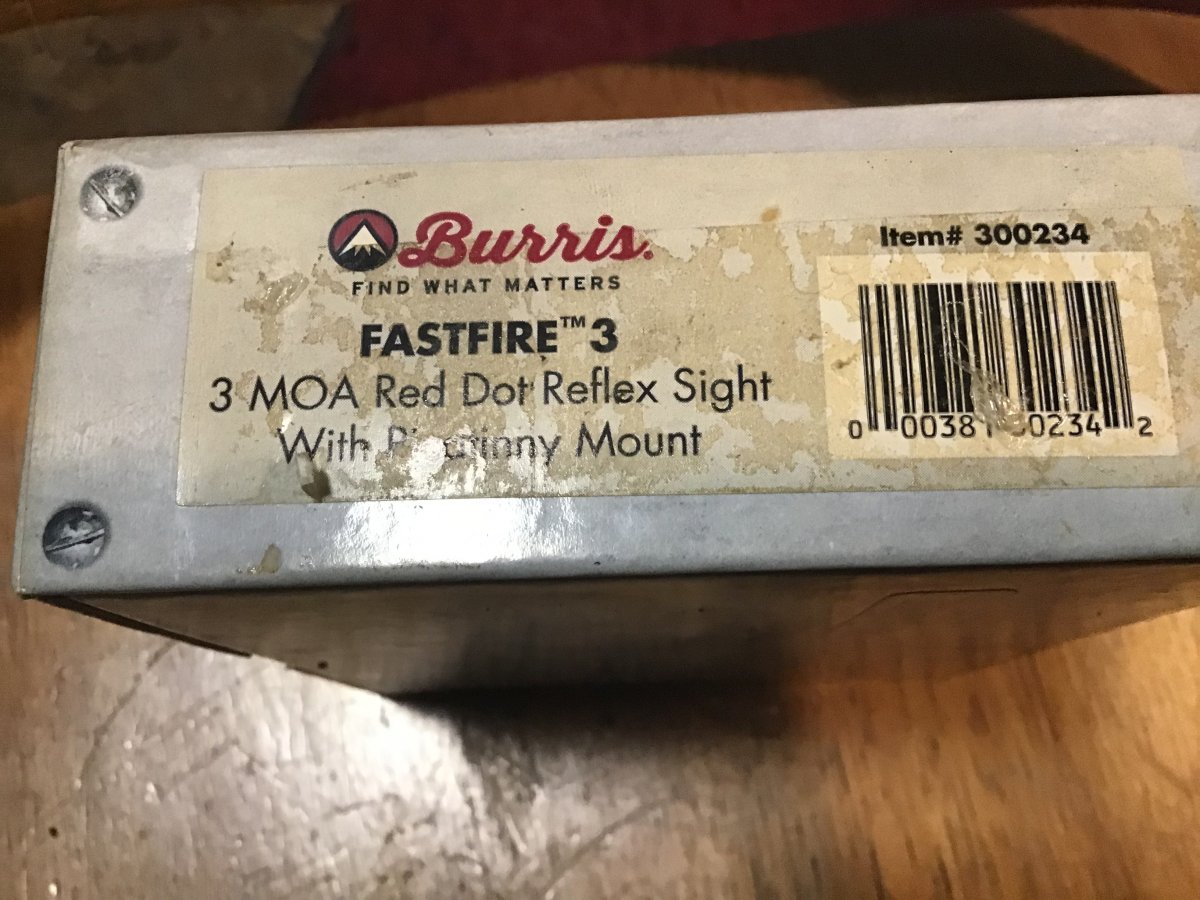 Burris.
FIND WHAT MATTERS
FASTFIRE™ 3
3 MOA Red Dot Reflex Sight
With Mount
Item# 300234
0 00381 30234 2